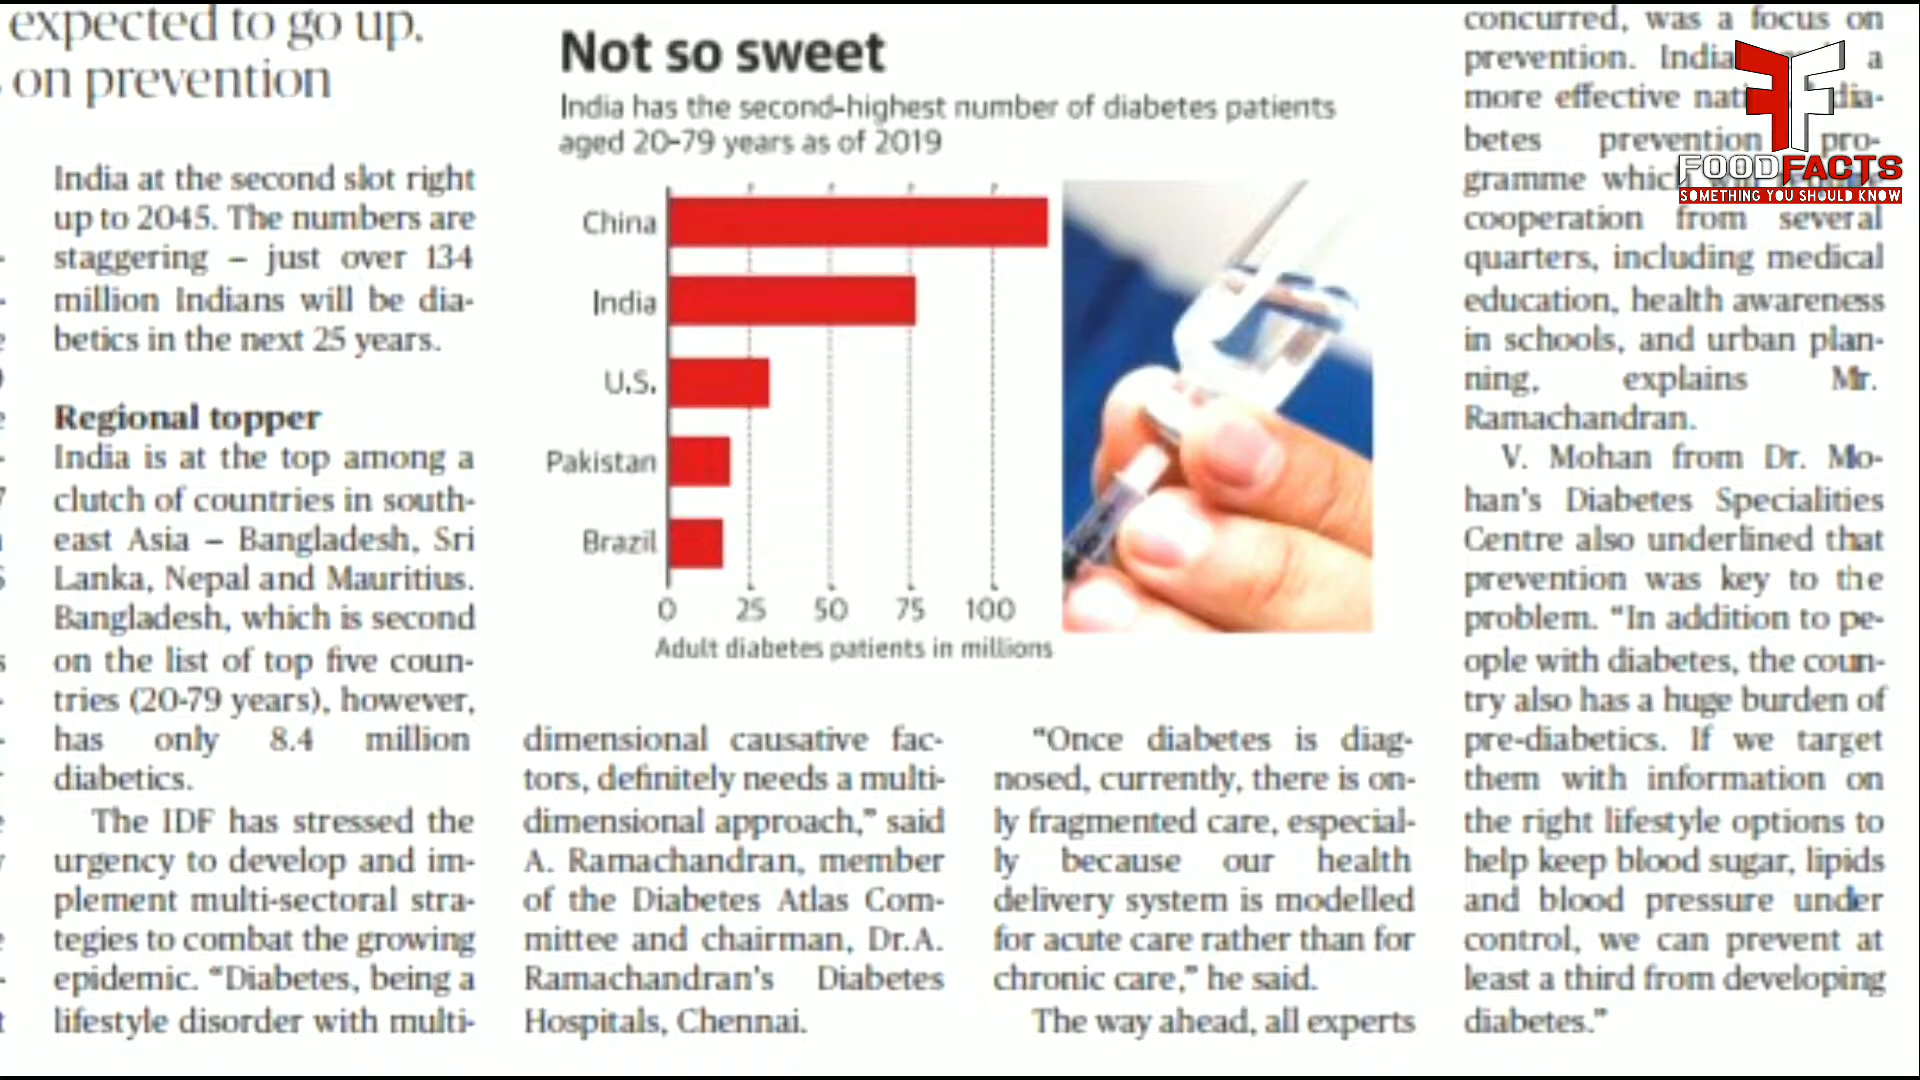 expected to go up,
on prevention
India at the second slot right
up to 2045. The numbers are
staggering – just over 134
million Indians will be dia-
betics in the next 25 years.
Regional topper
India is at the top among a
clutch of countries in south-
east Asia – Bangladesh, Sri
Lanka, Nepal and Mauritius.
Bangladesh, which is second
on the list of top five coun-
tries (20-79 years), however,
has only 8.4 million
diabetics.
The IDF has stressed the
urgency to develop and im-
plement multi-sectoral stra-
tegies to combat the growing
epidemic. “Diabetes, being a
lifestyle disorder with multi-
Not so sweet
India has the second-highest number of diabetes patients
aged 20-79 years as of 2019
China
India
U.S.
Pakistan
Brazil
0 25 50 75 100
Adult diabetes patients in millions
dimensional causative fac-
tors, definitely needs a multi-
dimensional approach,” said
A. Ramachandran, member
of the Diabetes Atlas Com-
mittee and chairman, Dr.A.
Ramachandran's Diabetes
Hospitals, Chennai.
“Once diabetes is diag-
nosed, currently, there is on-
ly fragmented care, especial-
ly because our health
delivery system is modelled
for acute care rather than for
chronic care,” he said.
The way ahead, all experts
concurred, was a focus on
prevention. India a
more effective dia-
betes prevention pro-
gramme which
cooperation from several
quarters, including medical
education, health awareness
in schools, and urban plan-
ning, explains Mr.
Ramachandran.
V. Mohan from Dr. Mo-
han's Diabetes Specialities
Centre also underlined that
prevention was key to the
problem. “In addition to pe-
ople with diabetes, the coun-
try also has a huge burden of
pre-diabetics. If we target
them with information on
the right lifestyle options to
help keep blood sugar, lipids
and blood pressure under
control, we can prevent at
least a third from developing
diabetes.”
FF
FOODFACTS
SOMETHING YOU SHOULD KNOW